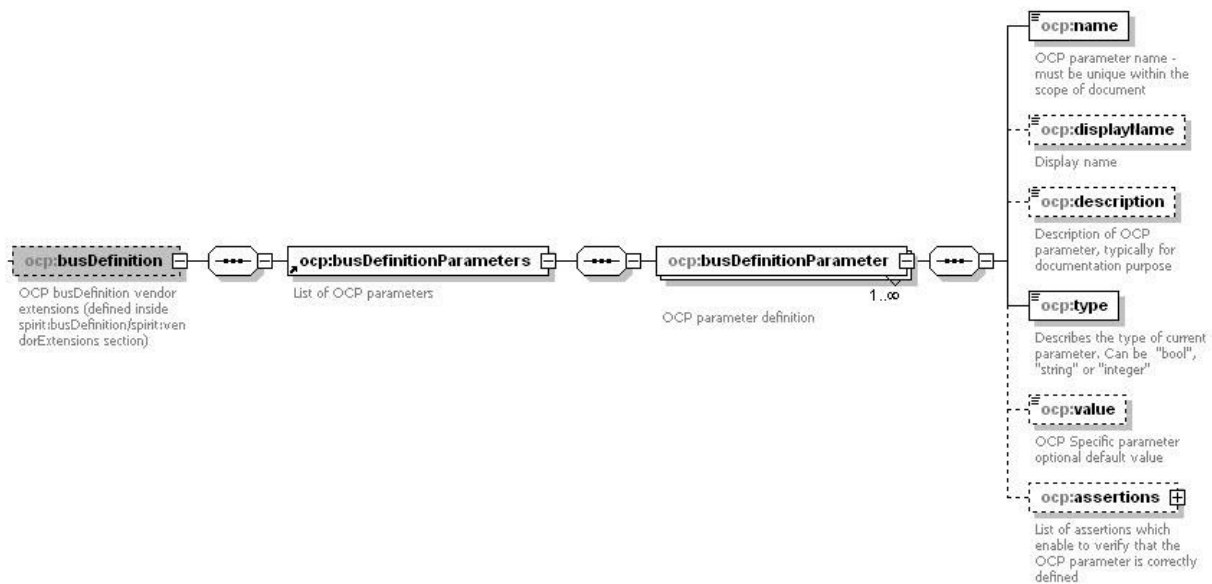 ocp:busDefinition
OCP busDefinition vendor
extensions (defined inside
spirit:busDefinition/spirit:ven
dorExtensions section)
ocp:busDefinitionParameters
List of OCP parameters
ocp:busDefinitionParameter
1..∞
OCP parameter definition
ocp:name
OCP parameter name -
must be unique within the
scope of document
ocp:displayName
Display name
ocp:description
Description of OCP
parameter, typically for
documentation purpose
ocp:type
Describes the type of current
parameter. Can be "bool",
"string" or "integer"
ocp:value
OCP Specific parameter
optional default value
ocp:assertions
List of assertions which
enable to verify that the
OCP parameter is correctly
defined